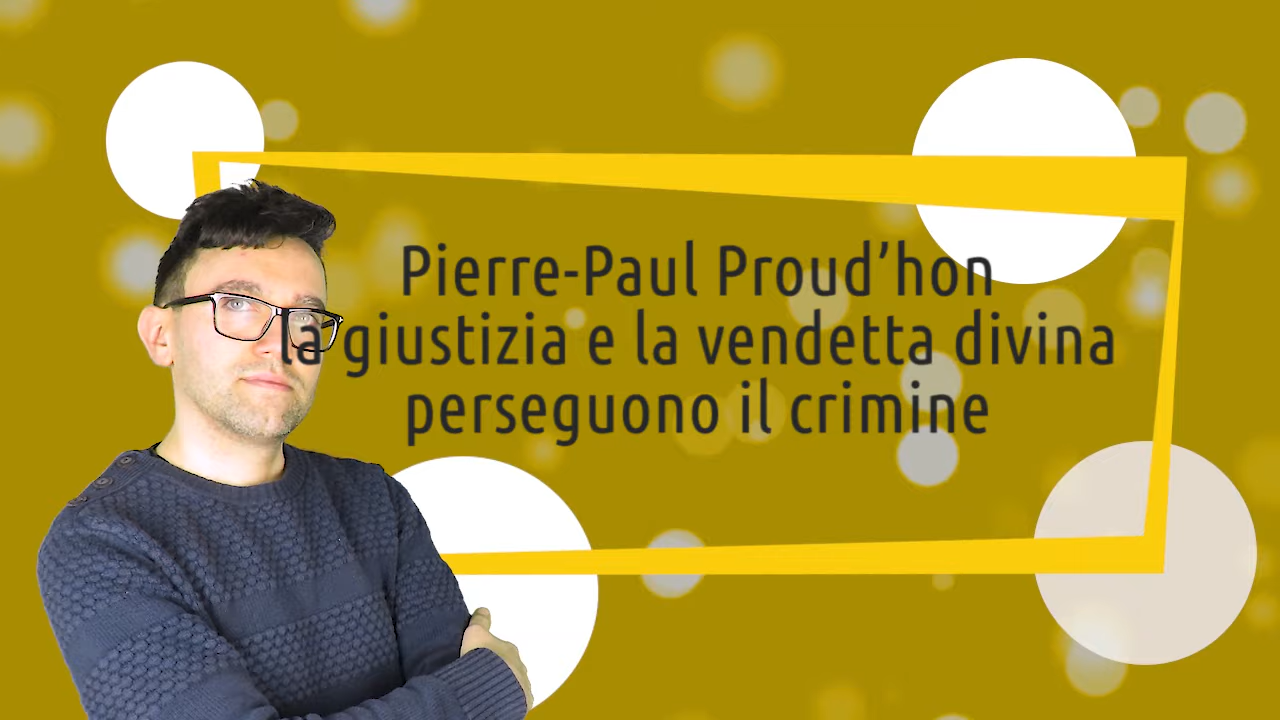 Pierre-Paul Proud’hon
la giustizia e la vendetta divina
perseguono il crimine